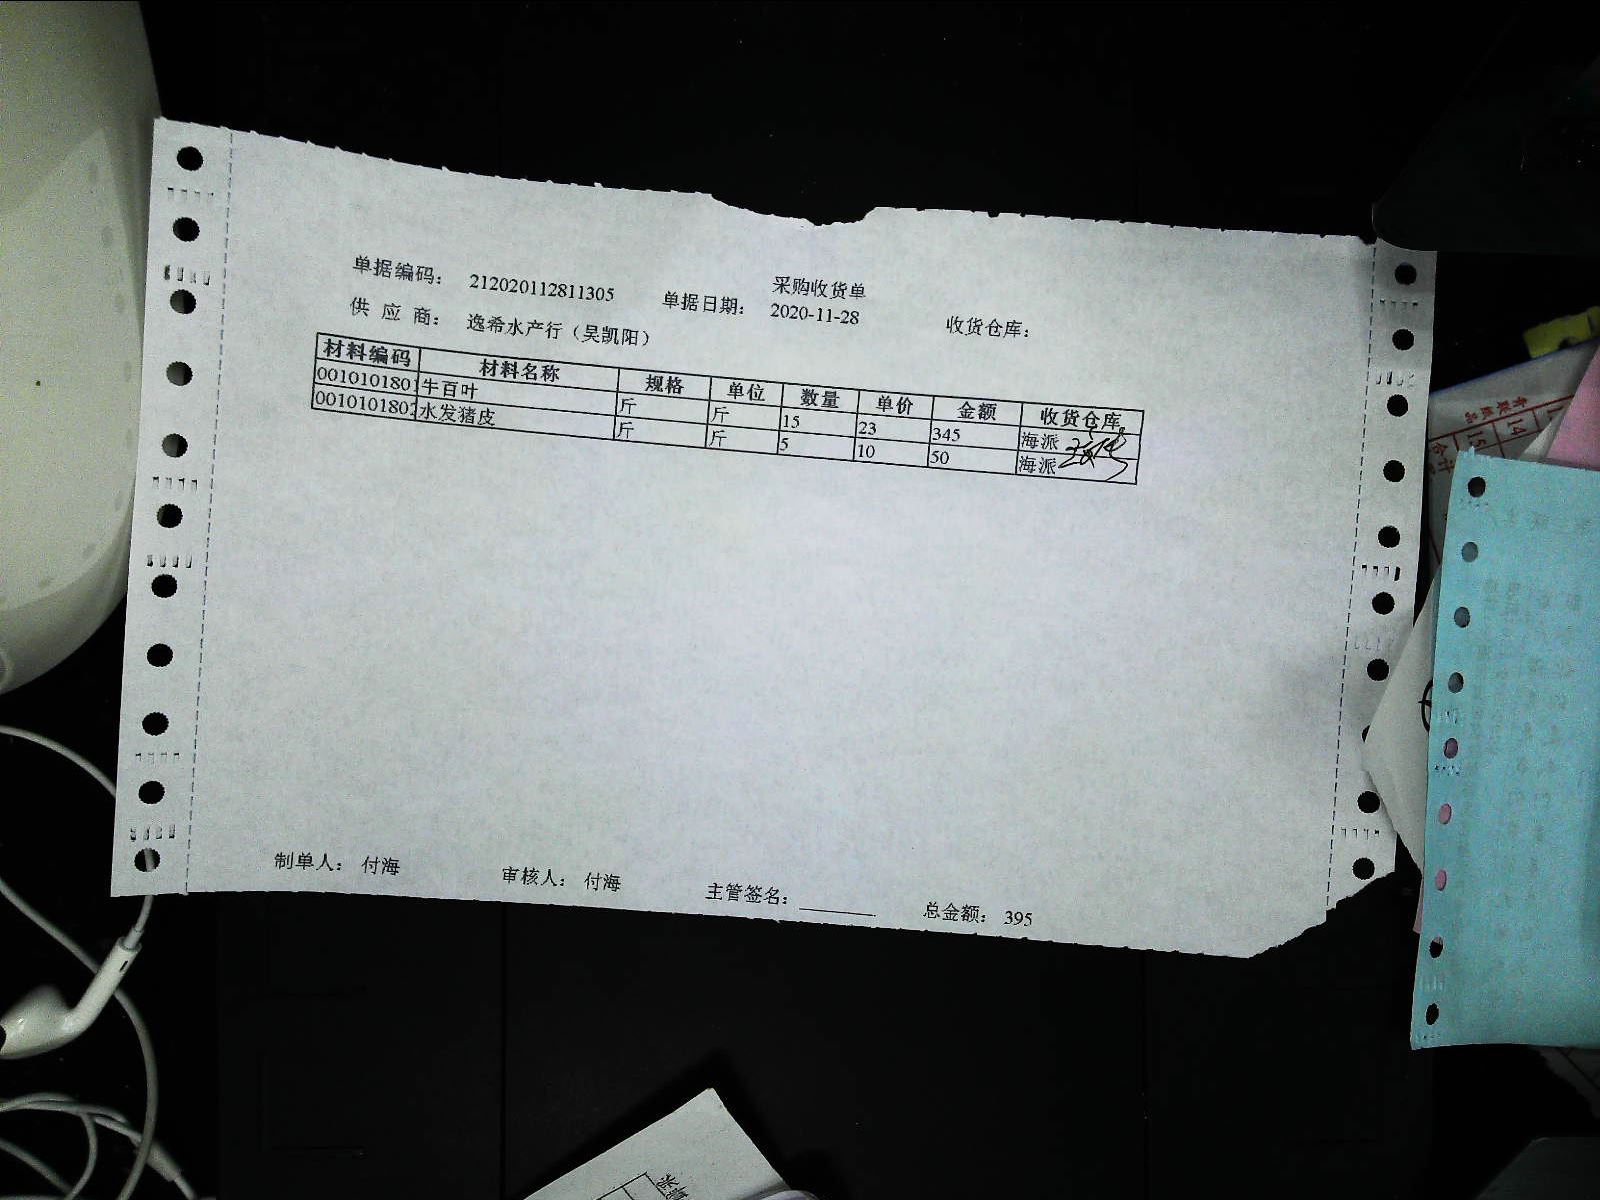 采购收货单
单据编码： 212020112811305 单据日期： 2020-11-28 收货仓库：
供 应 商： 逸希水产行（吴凯阳）
材料编码 材料名称 规格 单位 数量 单价 金额 收货仓库
0010101801 牛百叶 斤 斤 15 23 345 海派
0010101802 水发猪皮 斤 斤 5 10 50 海派
制单人： 付海 审核人： 付海 主管签名： 总金额： 395